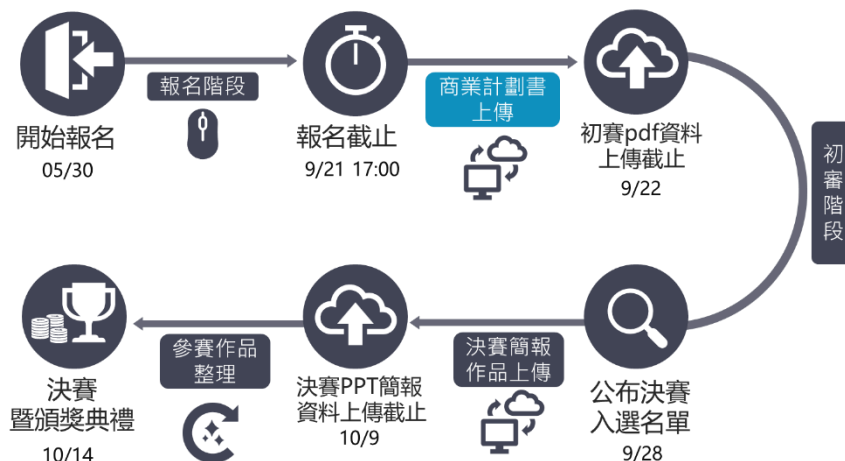 開始報名
05/30
報名階段
報名截止
9/21 17:00
商業計劃書
上傳
初賽pdf資料
上傳截止
9/22
初審階段
公布決賽
入選名單
9/28
決賽簡報
作品上傳
決賽PPT簡報
資料上傳截止
10/9
參賽作品
整理
決賽
暨頒獎典禮
10/14